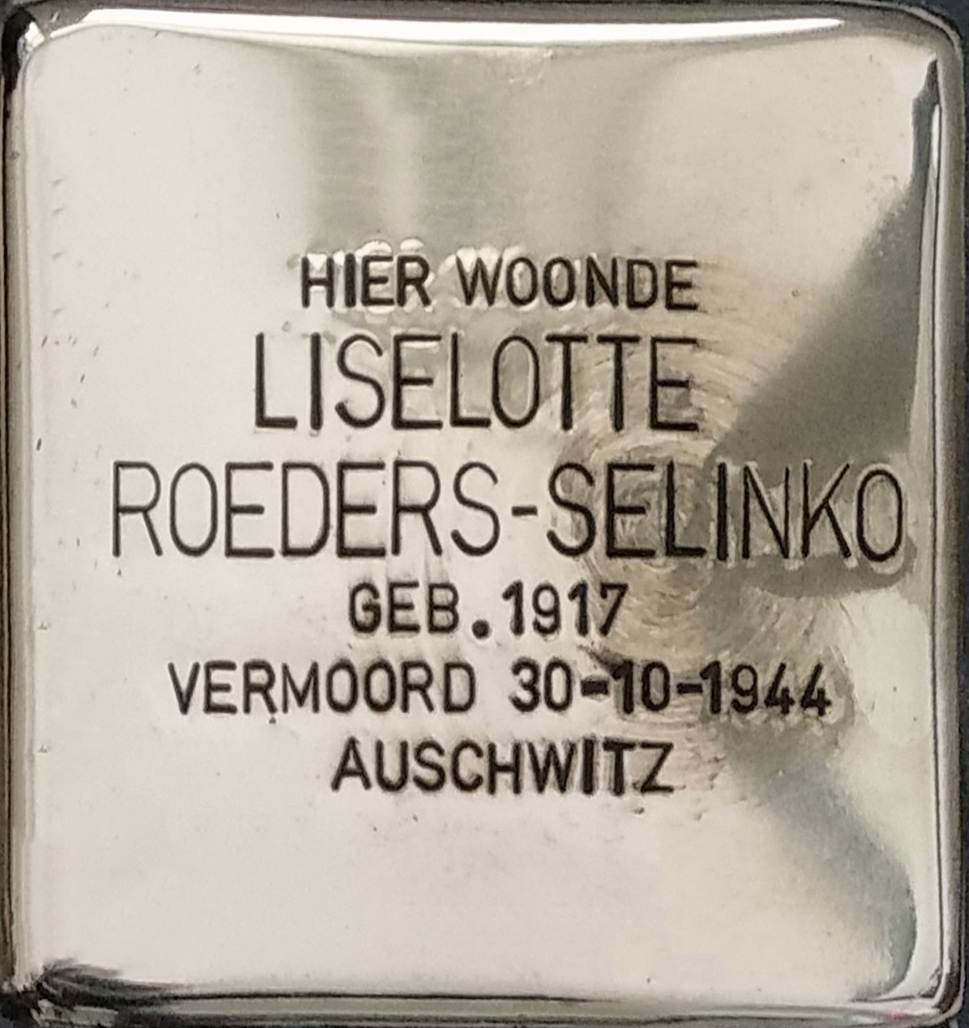 HIER WOONDE
LISELOTTE
ROEDERS-SELINKO
GEB. 1917
VERMOORD 30-10-1944
AUSCHWITZ